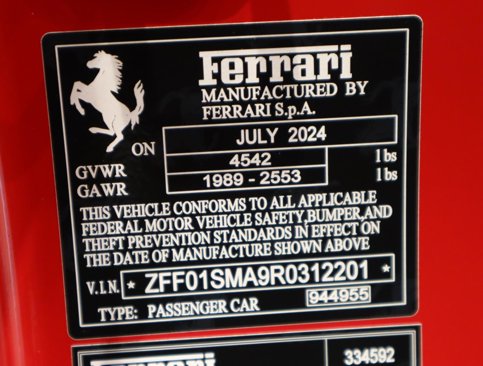 Ferrari
MANUFACTURED BY
FERRARI S.p.A.
ON JULY 2024
GVWR 4542 lbs
GAWR 1989 - 2553 lbs
THIS VEHICLE CONFORMS TO ALL APPLICABLE
FEDERAL MOTOR VEHICLE SAFETY,BUMPER,AND
THEFT PREVENTION STANDARDS IN EFFECT ON
THE DATE OF MANUFACTURE SHOWN ABOVE
V.I.N. * ZFF01SMA9R0312201 *
TYPE: PASSENGER CAR 944955
Ferrari 334592